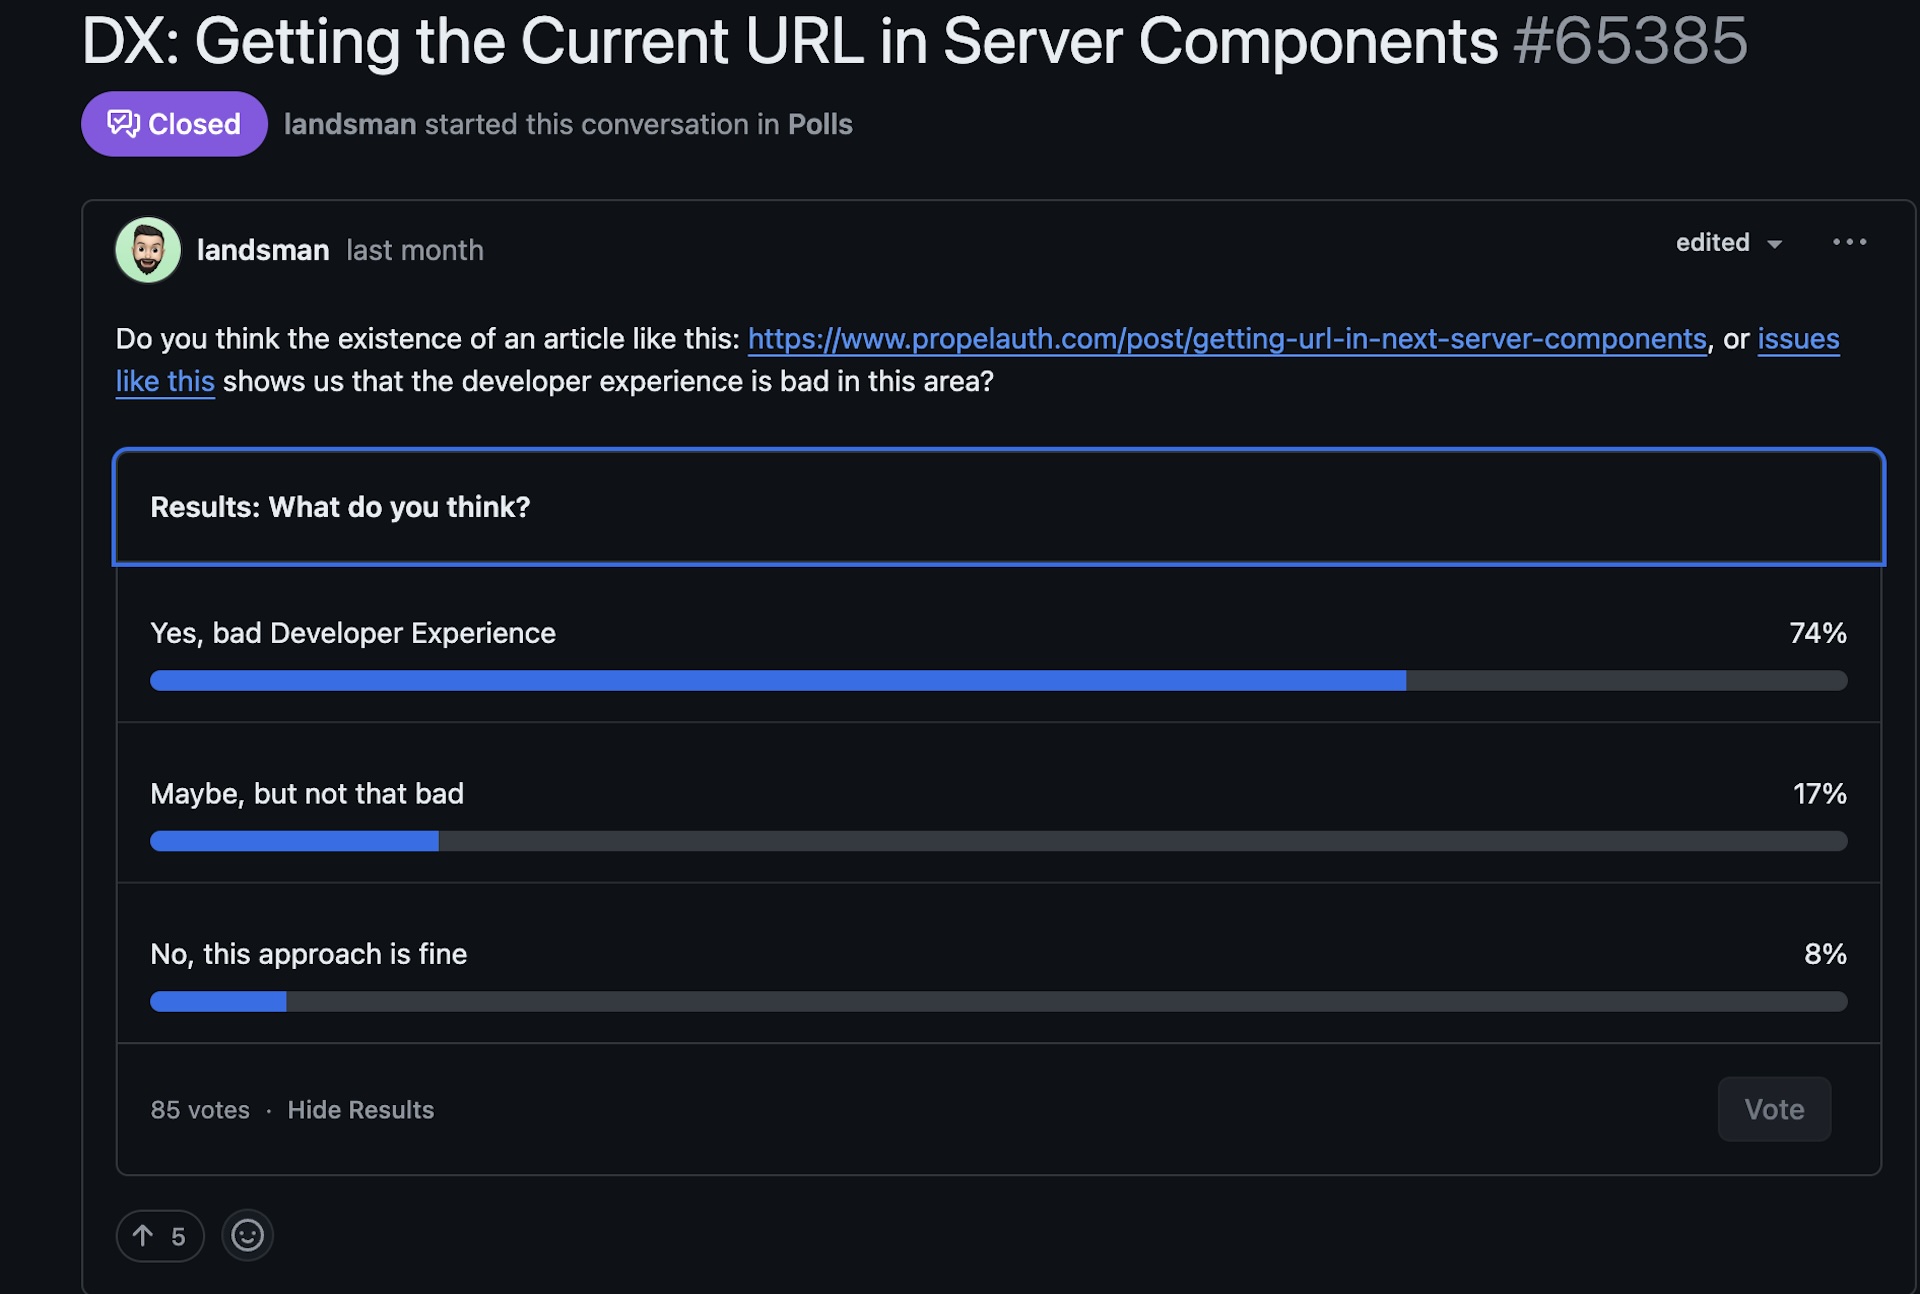 DX: Getting the Current URL in Server Components #65385
Closed landsman started this conversation in Polls
landsman last month edited
Do you think the existence of an article like this: https://www.propelauth.com/post/getting-url-in-next-server-components, or issues
like this shows us that the developer experience is bad in this area?
Results: What do you think?
Yes, bad Developer Experience 74%
Maybe, but not that bad 17%
No, this approach is fine 8%
85 votes · Hide Results Vote
5